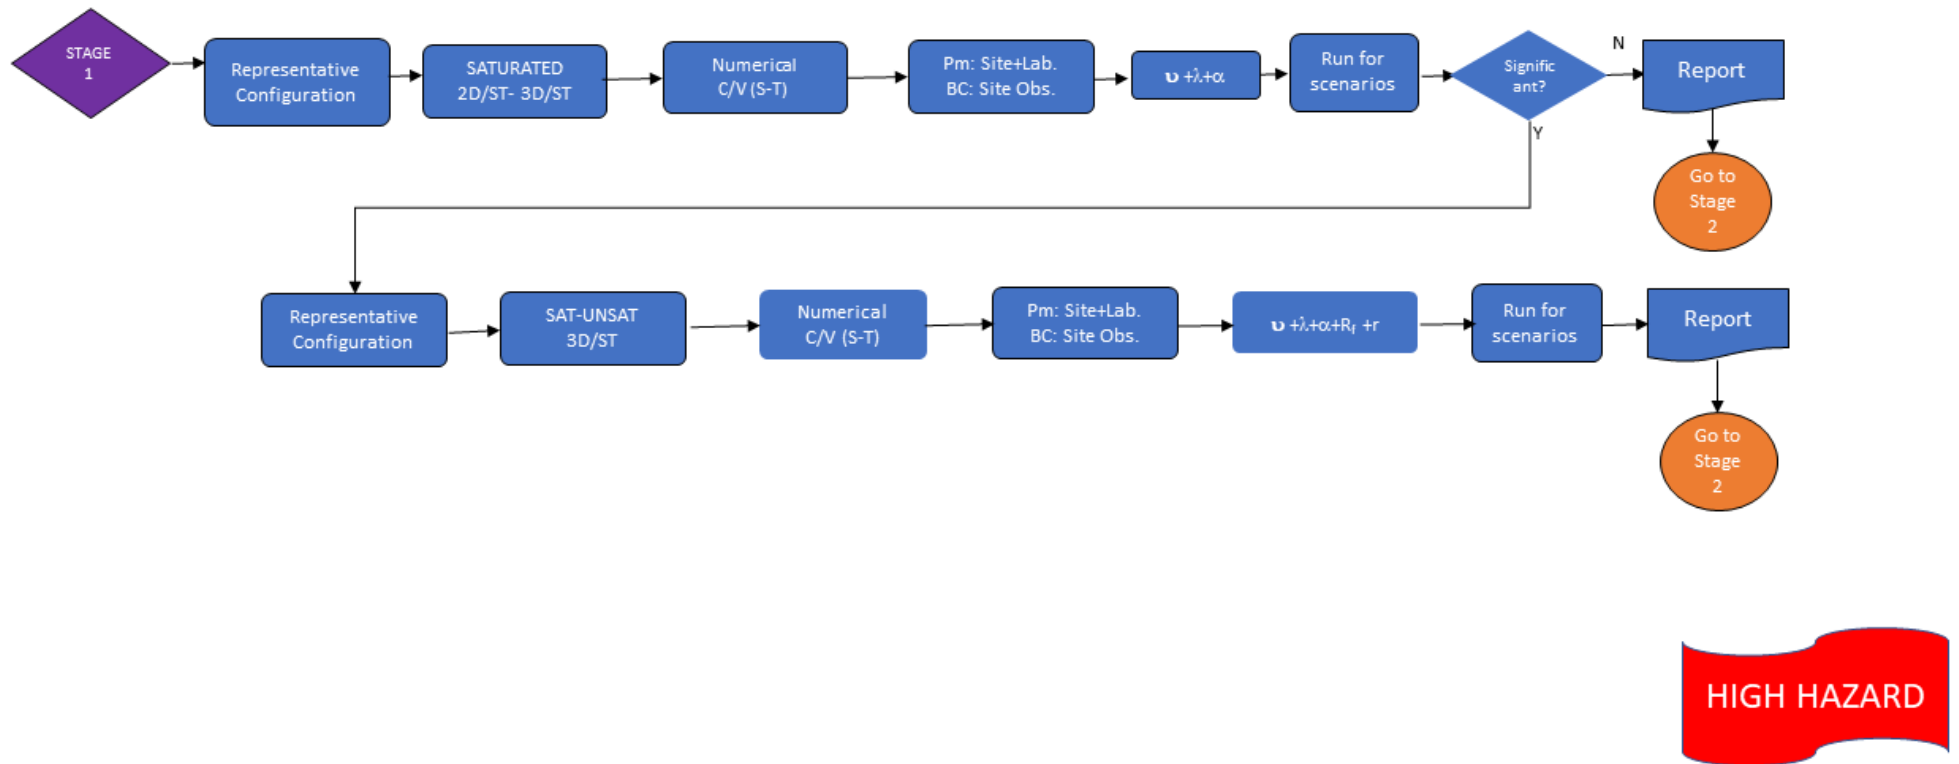 STAGE
1
Representative
Configuration
SATURATED
2D/ST- 3D/ST
Numerical
C/V (S-T)
Pm: Site+Lab.
BC: Site Obs.
υ +λ+α
Run for
scenarios
Signific
ant?
N
Report
Y
Go to
Stage
2
Representative
Configuration
SAT-UNSAT
3D/ST
Numerical
C/V (S-T)
Pm: Site+Lab.
BC: Site Obs.
υ +λ+α+Rf +r
Run for
scenarios
Report
Go to
Stage
2
HIGH HAZARD